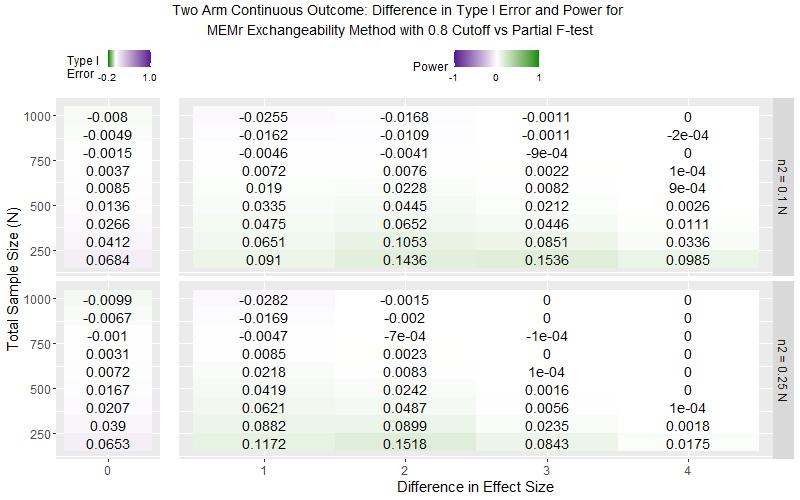 Two Arm Continuous Outcome: Difference in Type I Error and Power for
MEMr Exchangeability Method with 0.8 Cutoff vs Partial F-test
Type I
Error -0.2 1.0
Power -1 0 1
Total Sample Size (N)
1000 -0.008 -0.0255 -0.0168 -0.0011 0
-0.0049 -0.0162 -0.0109 -0.0011 -2e-04
-0.0015 -0.0046 -0.0041 -9e-04 0
750 0.0037 0.0072 0.0076 0.0022 1e-04
0.0085 0.019 0.0228 0.0082 9e-04
500 0.0136 0.0335 0.0445 0.0212 0.0026
0.0266 0.0475 0.0652 0.0446 0.0111
0.0412 0.0651 0.1053 0.0851 0.0336
250 0.0684 0.091 0.1436 0.1536 0.0985
n2 = 0.1 N
1000 -0.0099 -0.0282 -0.0015 0 0
-0.0067 -0.0169 -0.002 0 0
-0.001 -0.0047 -7e-04 -1e-04 0
750 0.0031 0.0085 0.0023 0 0
0.0072 0.0218 0.0083 1e-04 0
500 0.0167 0.0419 0.0242 0.0016 0
0.0207 0.0621 0.0487 0.0056 1e-04
0.039 0.0882 0.0899 0.0235 0.0018
250 0.0653 0.1172 0.1518 0.0843 0.0175
n2 = 0.25 N
0 1 2 3 4
Difference in Effect Size